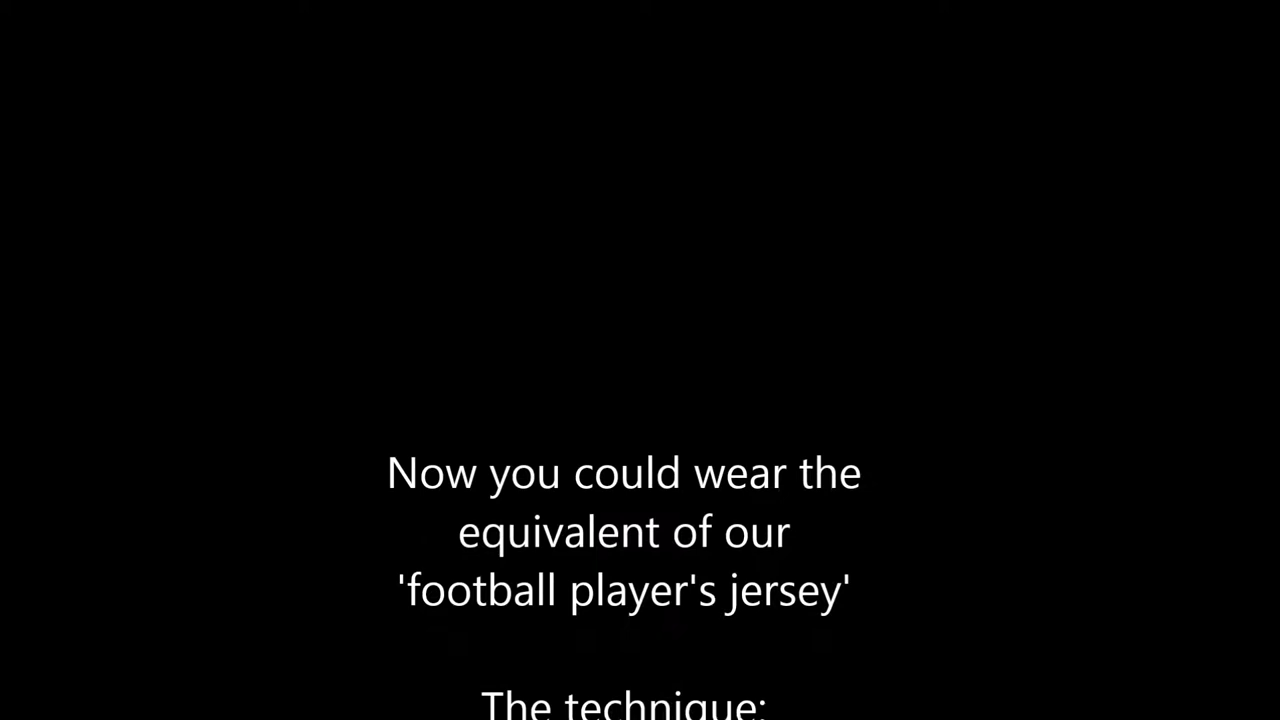 Now you could wear the
equivalent of our
'football player's jersey'
The technique: